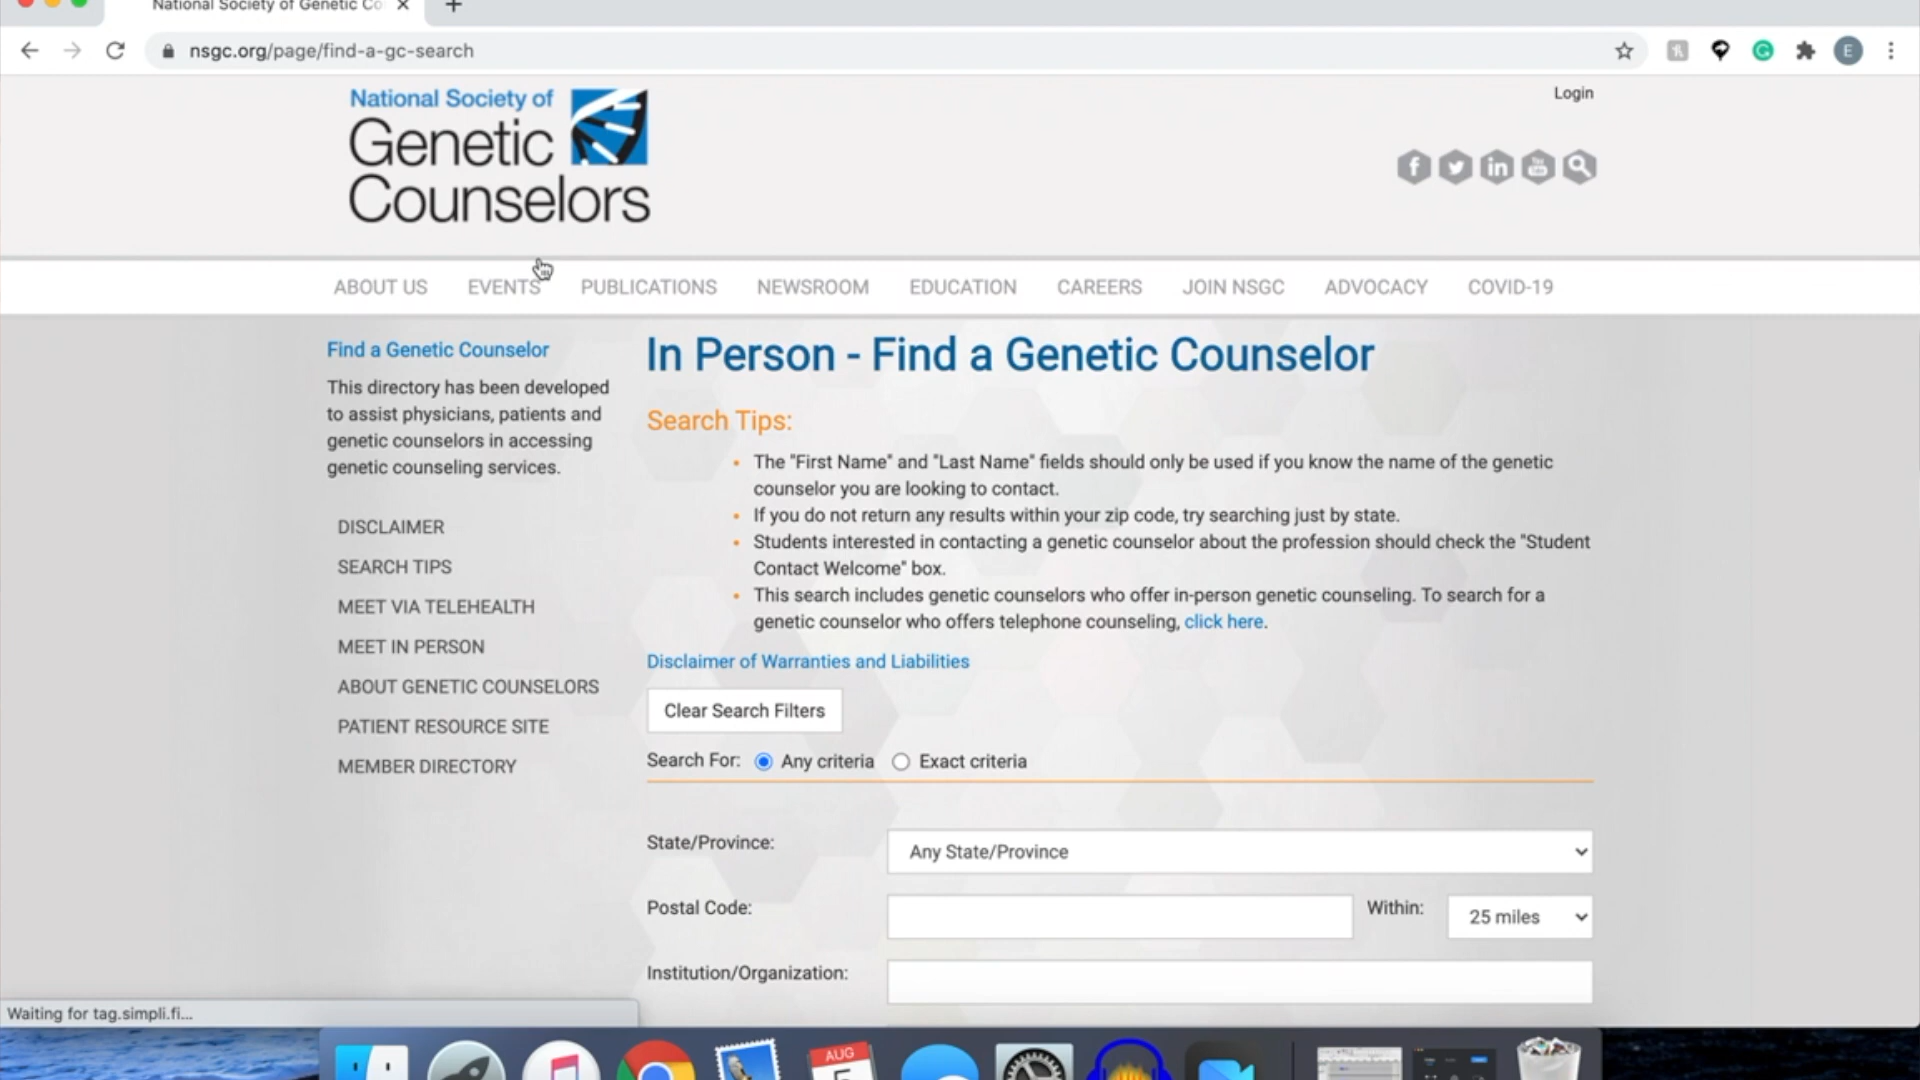 National Society of Genetic Co
nsgc.org/page/find-a-gc-search
E
National Society of
Genetic
Counselors
Login
ABOUT US EVENTS PUBLICATIONS NEWSROOM EDUCATION CAREERS JOIN NSGC ADVOCACY COVID-19
Find a Genetic Counselor
This directory has been developed
to assist physicians, patients and
genetic counselors in accessing
genetic counseling services.
DISCLAIMER
SEARCH TIPS
MEET VIA TELEHEALTH
MEET IN PERSON
ABOUT GENETIC COUNSELORS
PATIENT RESOURCE SITE
MEMBER DIRECTORY
In Person - Find a Genetic Counselor
Search Tips:
The "First Name" and "Last Name" fields should only be used if you know the name of the genetic
counselor you are looking to contact.
If you do not return any results within your zip code, try searching just by state.
Students interested in contacting a genetic counselor about the profession should check the "Student
Contact Welcome" box.
This search includes genetic counselors who offer in-person genetic counseling. To search for a
genetic counselor who offers telephone counseling, click here.
Disclaimer of Warranties and Liabilities
Clear Search Filters
Search For: Any criteria Exact criteria
State/Province: Any State/Province
Postal Code: Within: 25 miles
Institution/Organization:
Waiting for tag.simpli.fi...
AUG